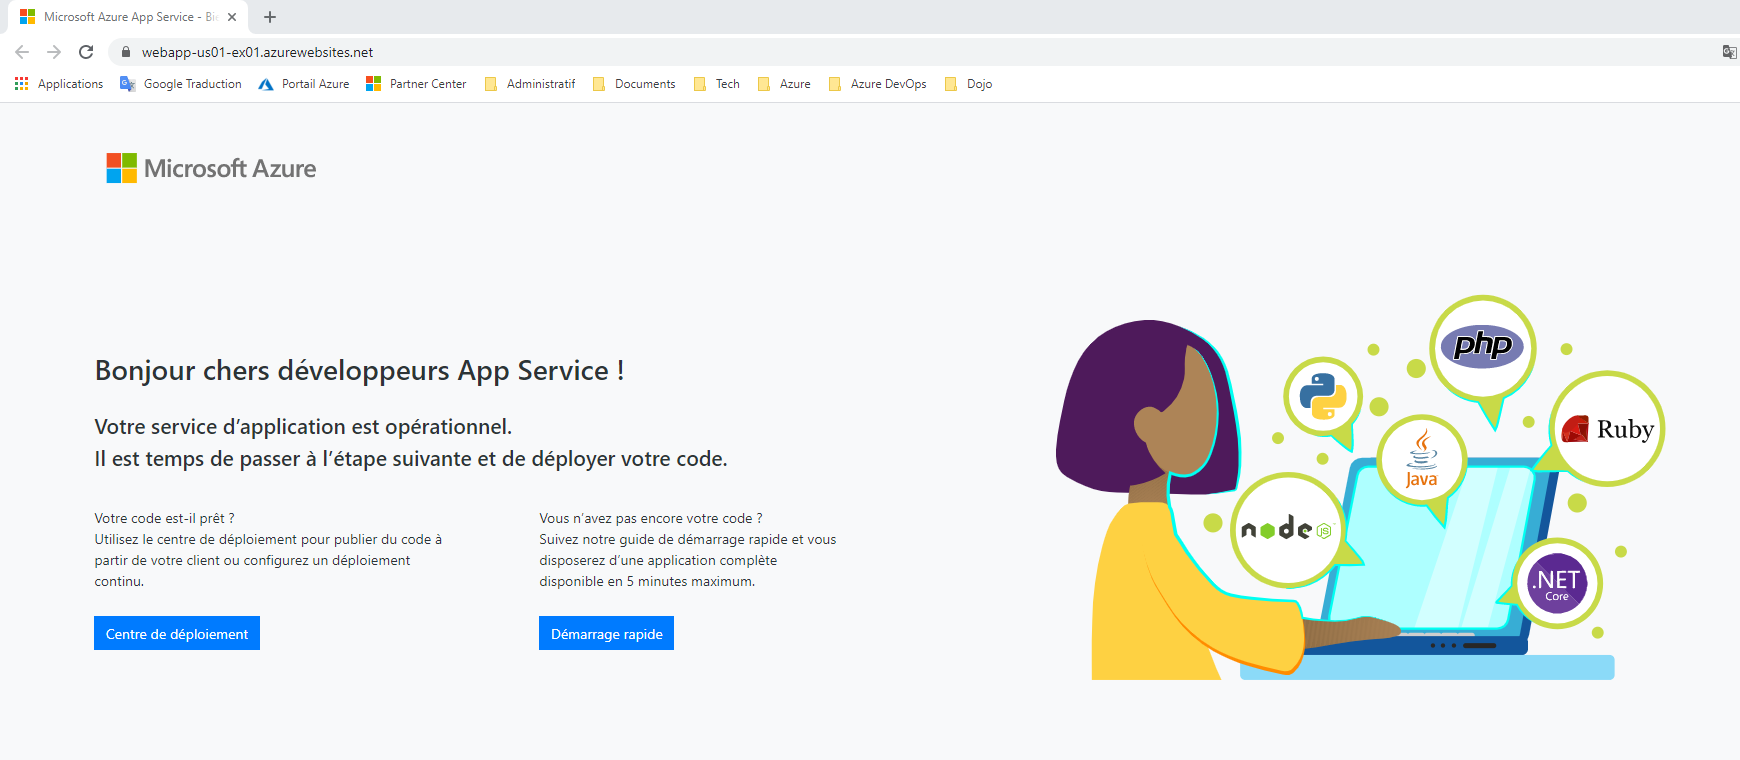 Microsoft Azure App Service - Bi
webapp-us01-ex01.azurewebsites.net
Applications Google Traduction Portail Azure Partner Center Administratif Documents Tech Azure Azure DevOps Dojo
Microsoft Azure
Bonjour chers développeurs App Service !
Votre service d’application est opérationnel.
Il est temps de passer à l’étape suivante et de déployer votre code.
Votre code est-il prêt ?
Utilisez le centre de déploiement pour publier du code à
partir de votre client ou configurez un déploiement
continu.
Centre de déploiement
Vous n’avez pas encore votre code ?
Suivez notre guide de démarrage rapide et vous
disposerez d’une application complète
disponible en 5 minutes maximum.
Démarrage rapide
php
Ruby
Java
node
JS
.NET
Core